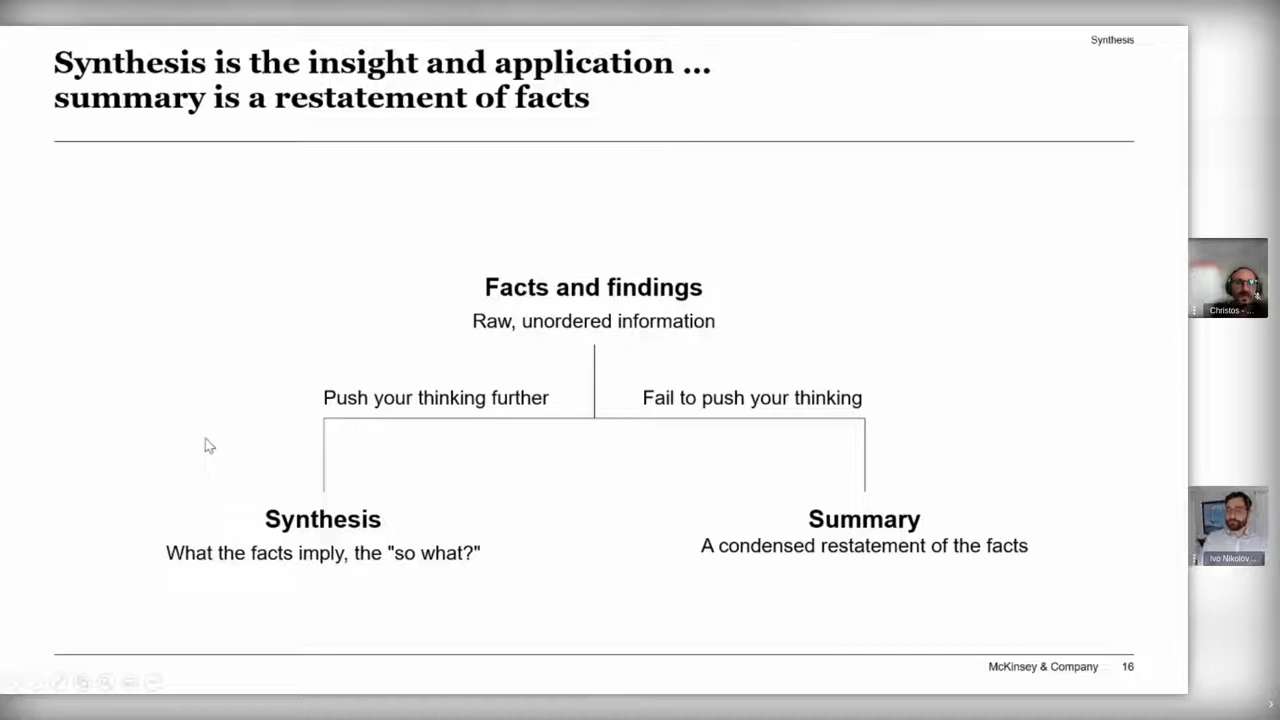 Synthesis
Synthesis is the insight and application ...
summary is a restatement of facts
Facts and findings
Raw, unordered information
Push your thinking further
Fail to push your thinking
Synthesis
What the facts imply, the "so what?"
Summary
A condensed restatement of the facts
McKinsey & Company 16
Christos - ...
Ivo Nikolov ...